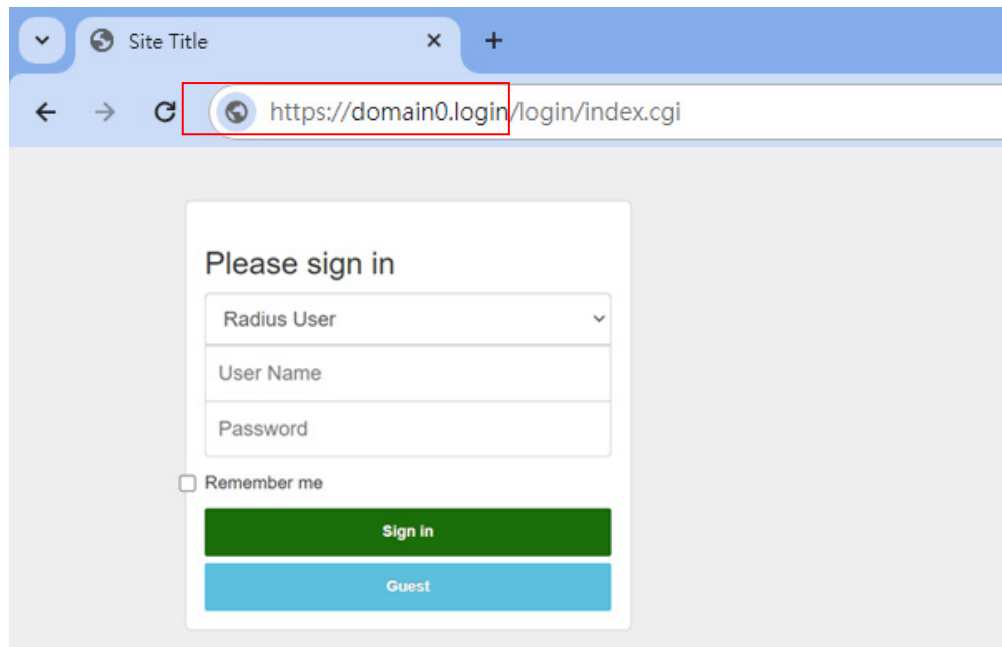 Site Title
https://domain0.login/login/index.cgi
Please sign in
Radius User
User Name
Password
Remember me
Sign in
Guest